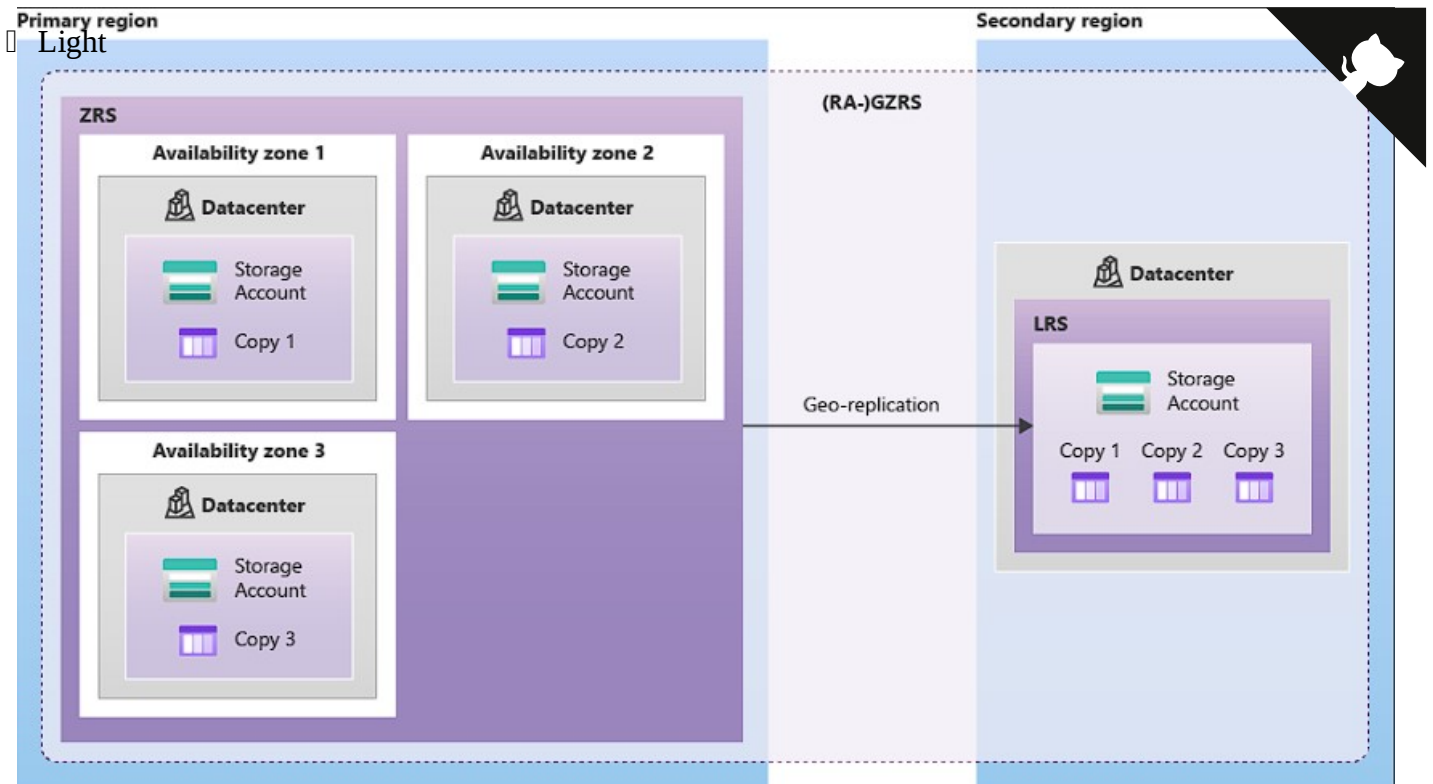 Primary region
Secondary region
Light
(RA-)GZRS
ZRS
Availability zone 1
Datacenter
Storage
Account
Copy 1
Availability zone 2
Datacenter
Storage
Account
Copy 2
Availability zone 3
Datacenter
Storage
Account
Copy 3
Geo-replication
Datacenter
LRS
Storage
Account
Copy 1 Copy 2 Copy 3